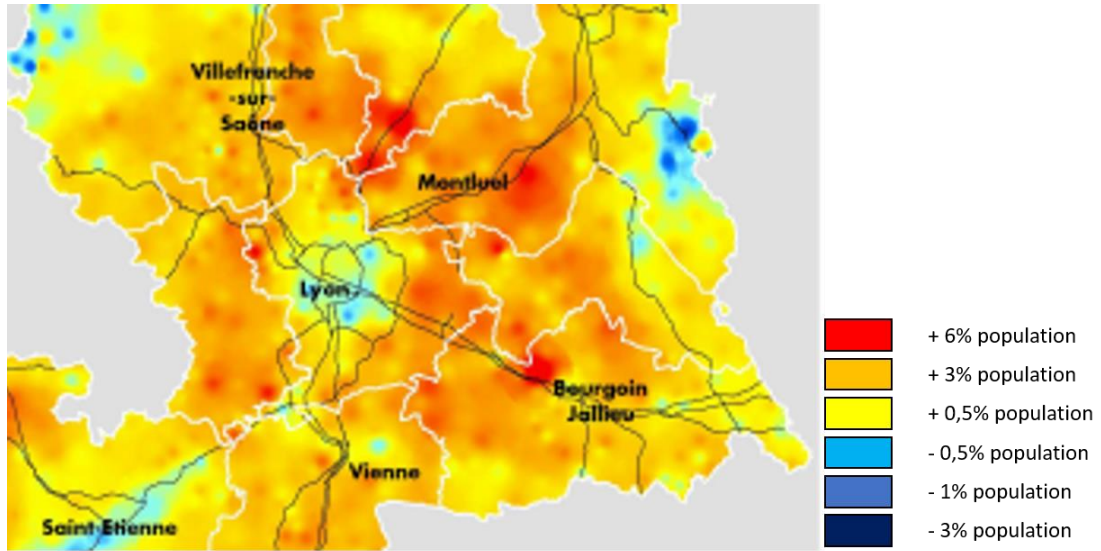 Villefranche
-sur-
Saône
Montluel
Lyon
Bourgoin
Jallieu
Vienne
Saint Etienne
+ 6% population
+ 3% population
+ 0,5% population
- 0,5% population
- 1% population
- 3% population